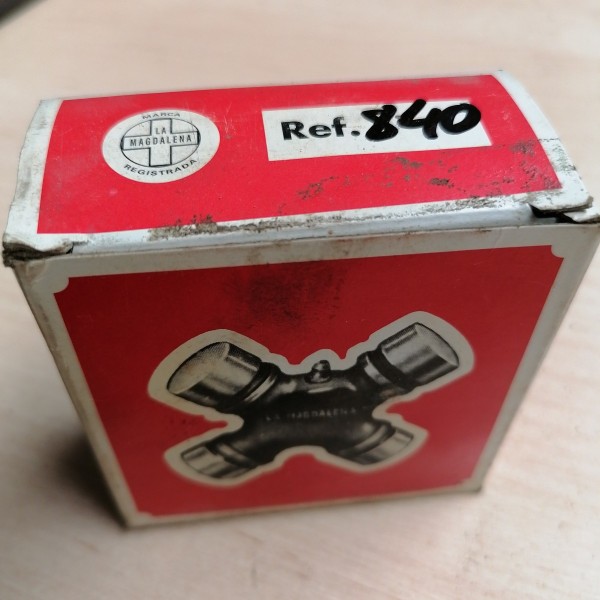 MARCA
LA
MAGDALENA
REGISTRADA
Ref. 840
LA MAGDALENA